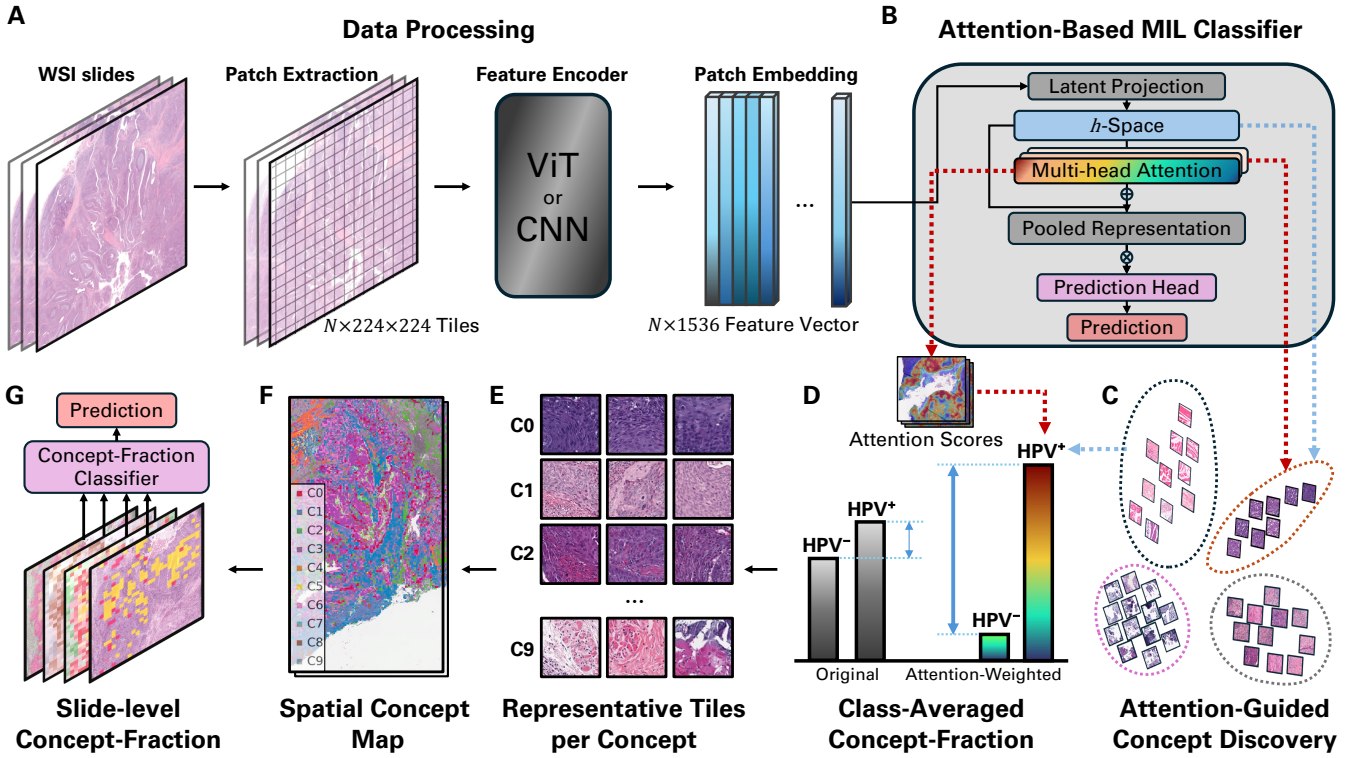 A
Data Processing
WSI slides
Patch Extraction
Feature Encoder
Patch Embedding
ViT
or
CNN
...
N×224×224 Tiles
N×1536 Feature Vector
B
Attention-Based MIL Classifier
Latent Projection
h-Space
Multi-head Attention
Pooled Representation
Prediction Head
Prediction
G
Prediction
Concept-Fraction
Classifier
Slide-level
Concept-Fraction
F
C0
C1
C2
C3
C4
C5
C6
C7
C8
C9
Spatial Concept
Map
E
C0
C1
C2
...
C9
Representative Tiles
per Concept
D
Attention Scores
HPV⁻
HPV⁺
HPV⁻
HPV⁺
Original
Attention-Weighted
Class-Averaged
Concept-Fraction
C
Attention-Guided
Concept Discovery